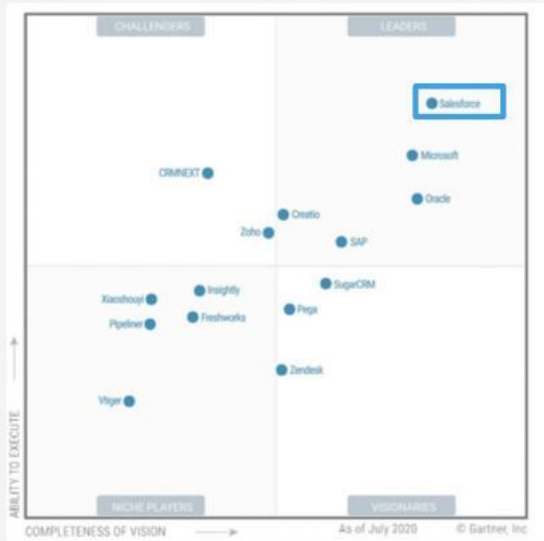 CHALLENGERS
LEADERS
Salesforce
Microsoft
CRMNEXT
Oracle
Creatio
Zoho
SAP
SugarCRM
Insightly
Xiaoshouyi
Pega
Freshworks
Pipeliner
Zendesk
Vtiger
ABILITY TO EXECUTE
NICHE PLAYERS
VISIONARIES
COMPLETENESS OF VISION
As of July 2020
© Gartner, Inc